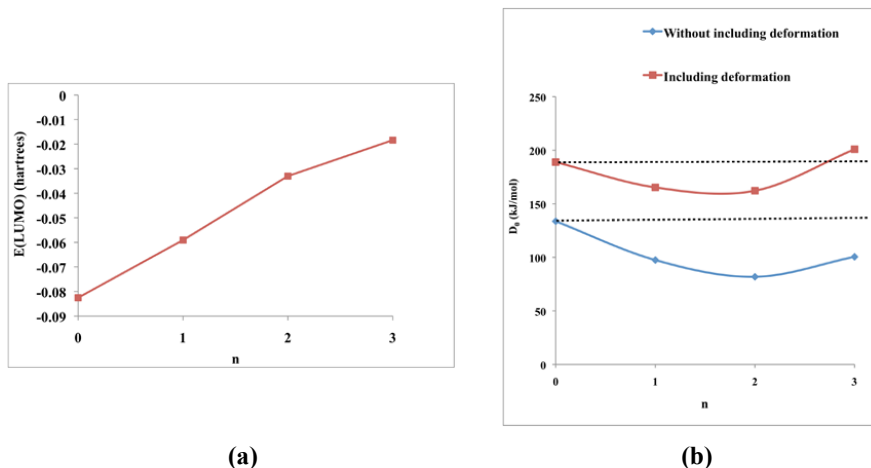 0
-0.01
-0.02
-0.03
-0.04
-0.05
-0.06
-0.07
-0.08
-0.09
E(LUMO) (hartrees)
0 1 2 3
n
(a)
Without including deformation
Including deformation
250
200
150
100
50
0
D₀ (kJ/mol)
0 1 2 3
n
(b)